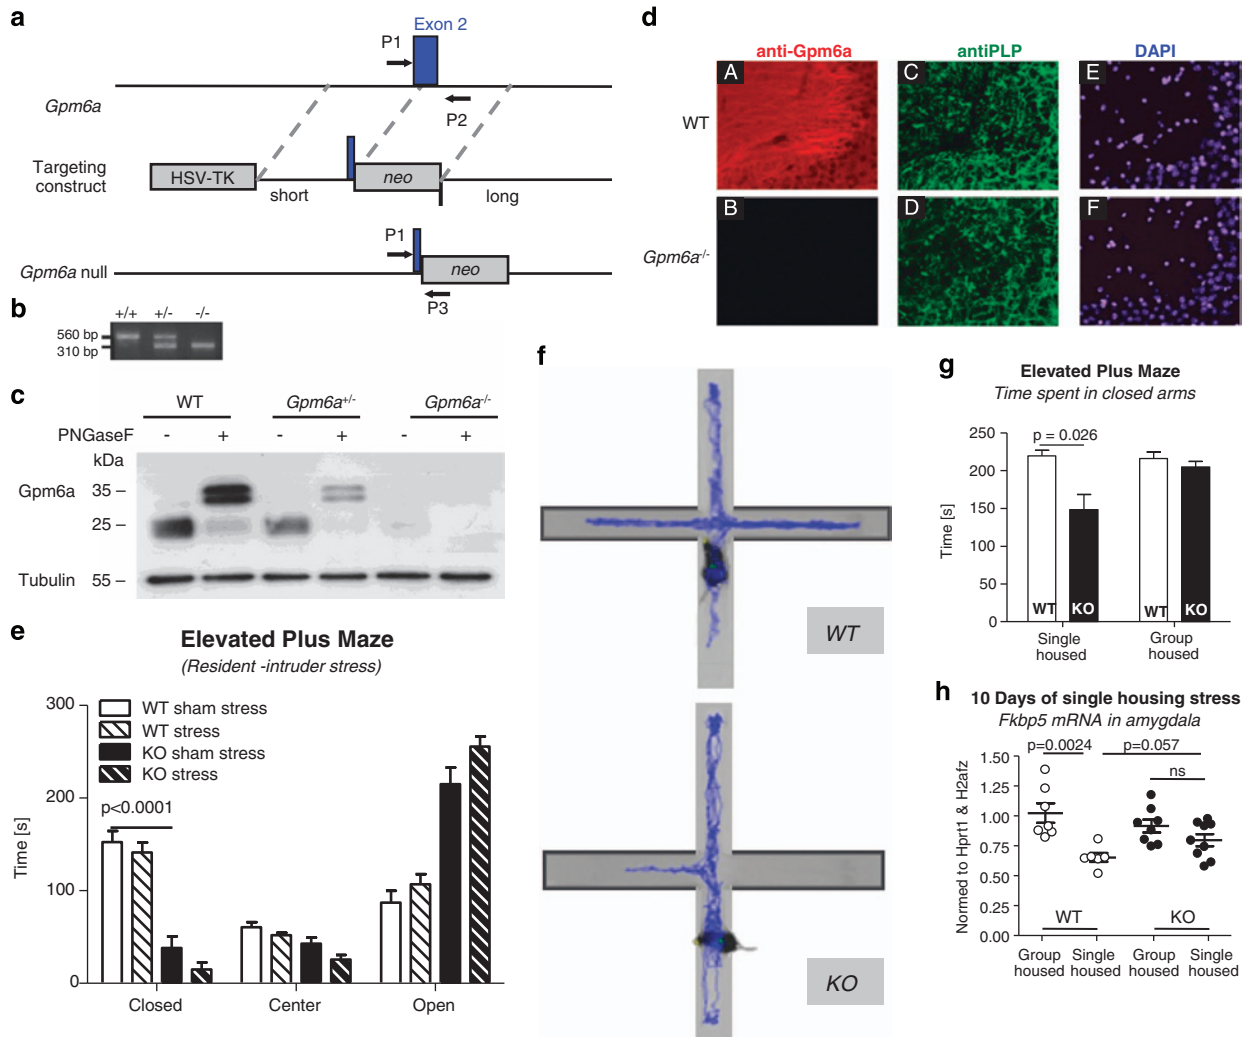 a
Exon 2
P1
Gpm6a
P2
Targeting
construct
HSV-TK
neo
short
long
P1
Gpm6a null
neo
P3
b
+/+ +/- -/-
560 bp
310 bp
c
WT Gpm6a+/- Gpm6a-/-
PNGaseF - + - + - +
kDa
Gpm6a 35 –
25 –
Tubulin 55 –
d
anti-Gpm6a antiPLP DAPI
WT
A C E
Gpm6a-/-
B D F
e
Elevated Plus Maze
(Resident -intruder stress)
300
200
100
0
Time [s]
WT sham stress
WT stress
KO sham stress
KO stress
p<0.0001
Closed Center Open
f
WT
KO
g
Elevated Plus Maze
Time spent in closed arms
250
200
150
100
50
0
Time [s]
p = 0.026
WT KO WT KO
Single
housed
Group
housed
h
10 Days of single housing stress
Fkbp5 mRNA in amygdala
p=0.0024 p=0.057
ns
1.50
1.25
1.00
0.75
0.50
0.25
0.00
Normed to Hprt1 & H2afz
WT KO
Group
housed
Single
housed
Group
housed
Single
housed